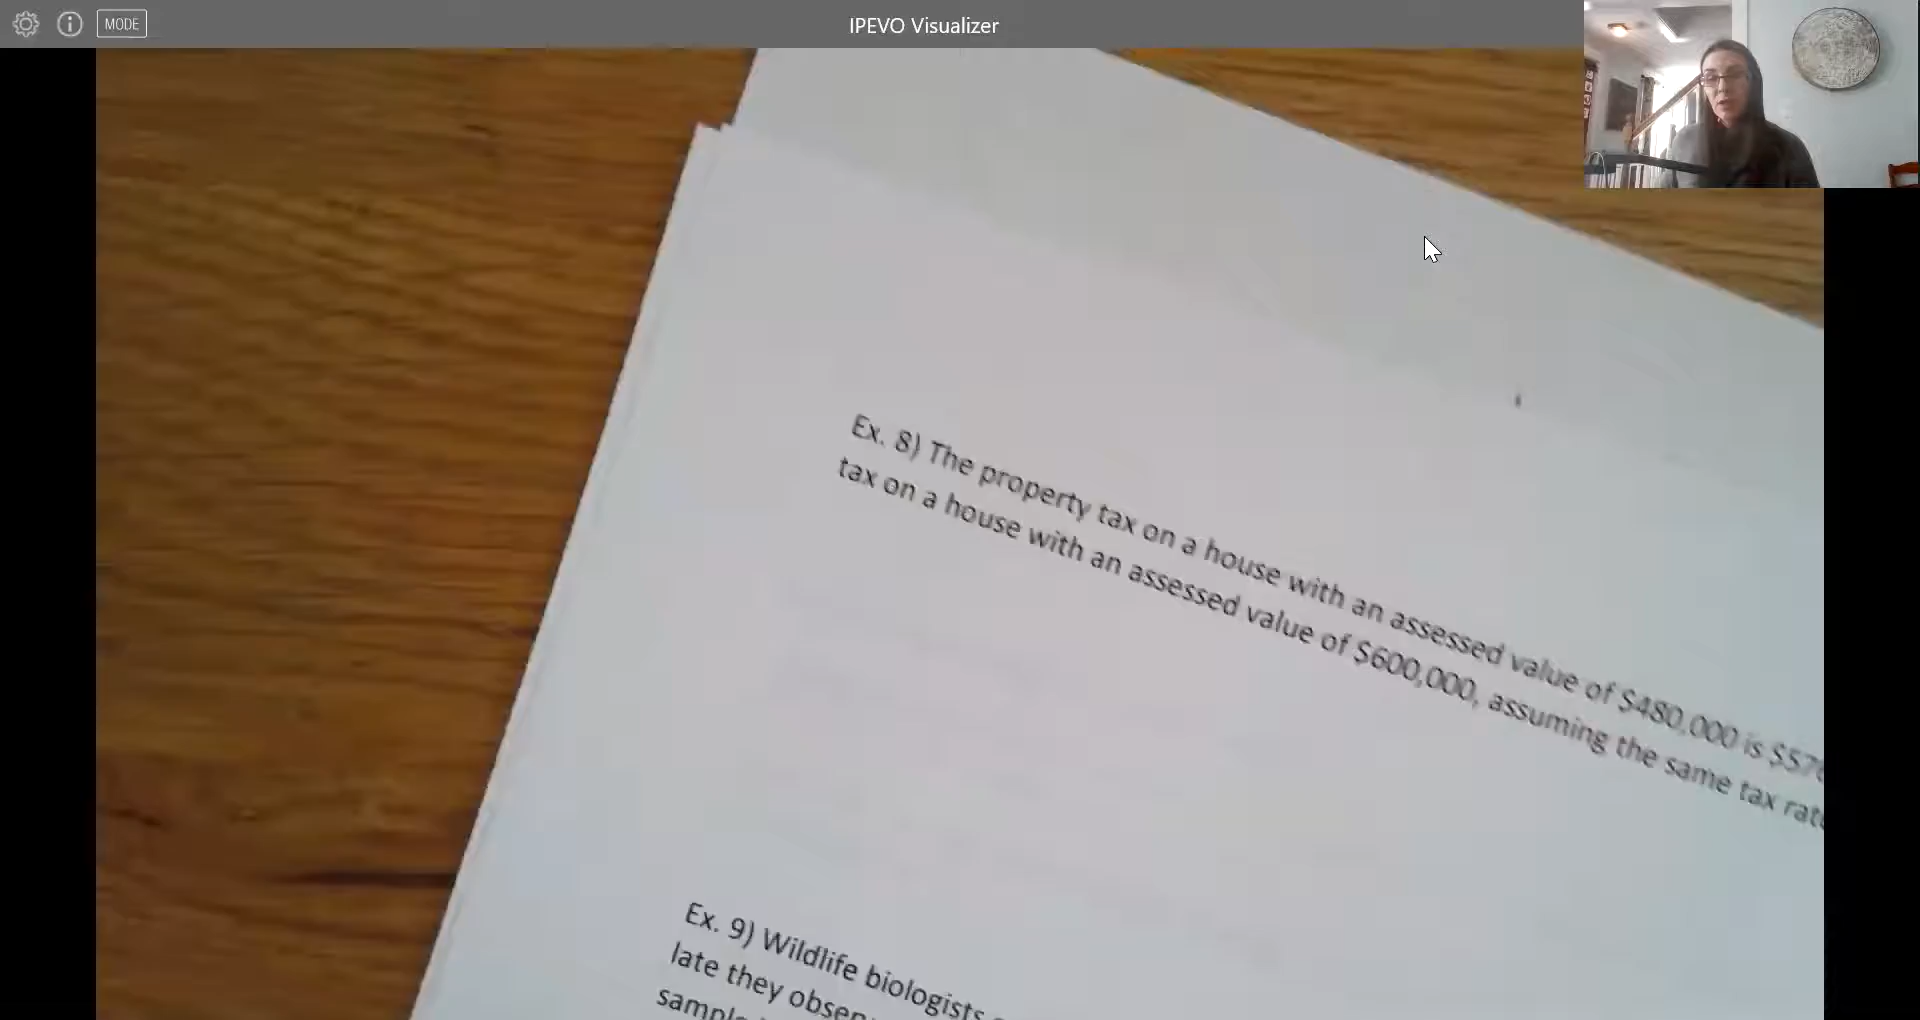 MODE
IPEVO Visualizer
Ex. 8) The property tax on a house with an assessed value of $480,000 is
tax on a house with an assessed value of $600,000, assuming the same tax
Ex. 9) Wildlife biologists
late they